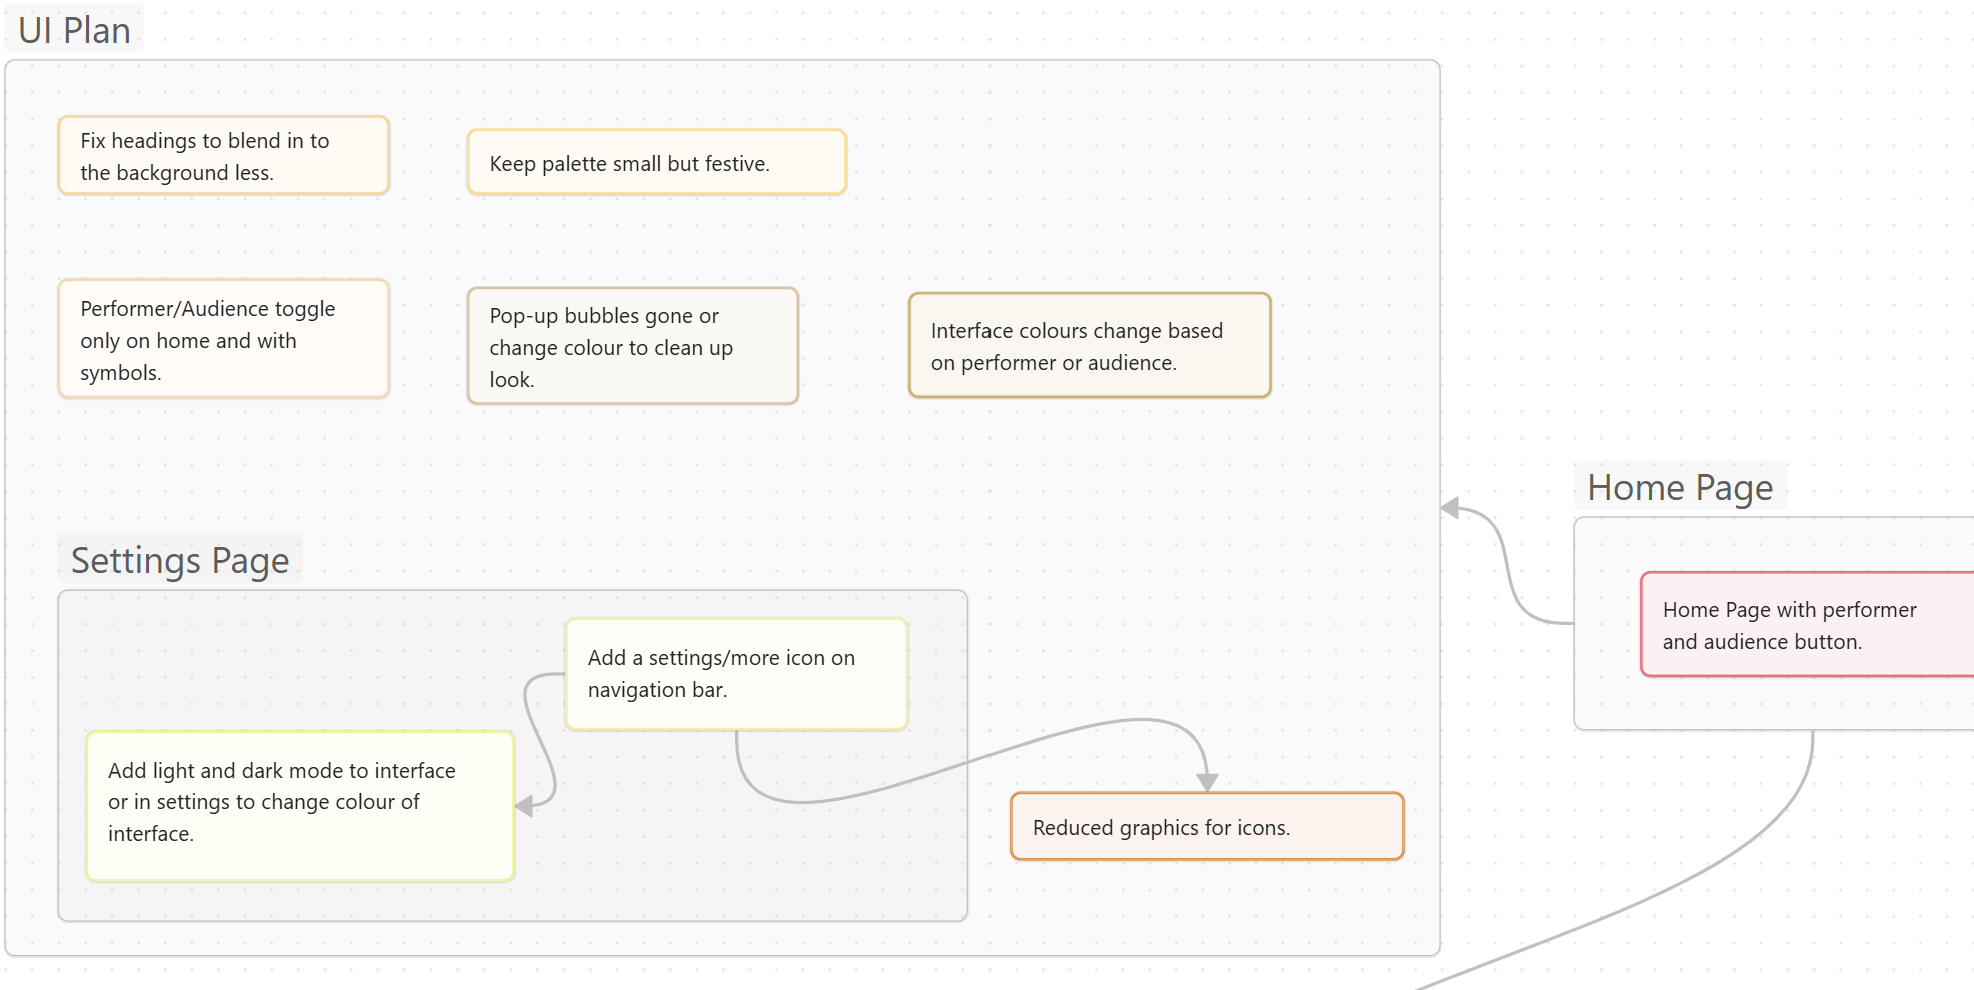 UI Plan
Fix headings to blend in to
the background less.
Keep palette small but festive.
Performer/Audience toggle
only on home and with
symbols.
Pop-up bubbles gone or
change colour to clean up
look.
Interface colours change based
on performer or audience.
Settings Page
Add a settings/more icon on
navigation bar.
Add light and dark mode to interface
or in settings to change colour of
interface.
Reduced graphics for icons.
Home Page
Home Page with performer
and audience button.